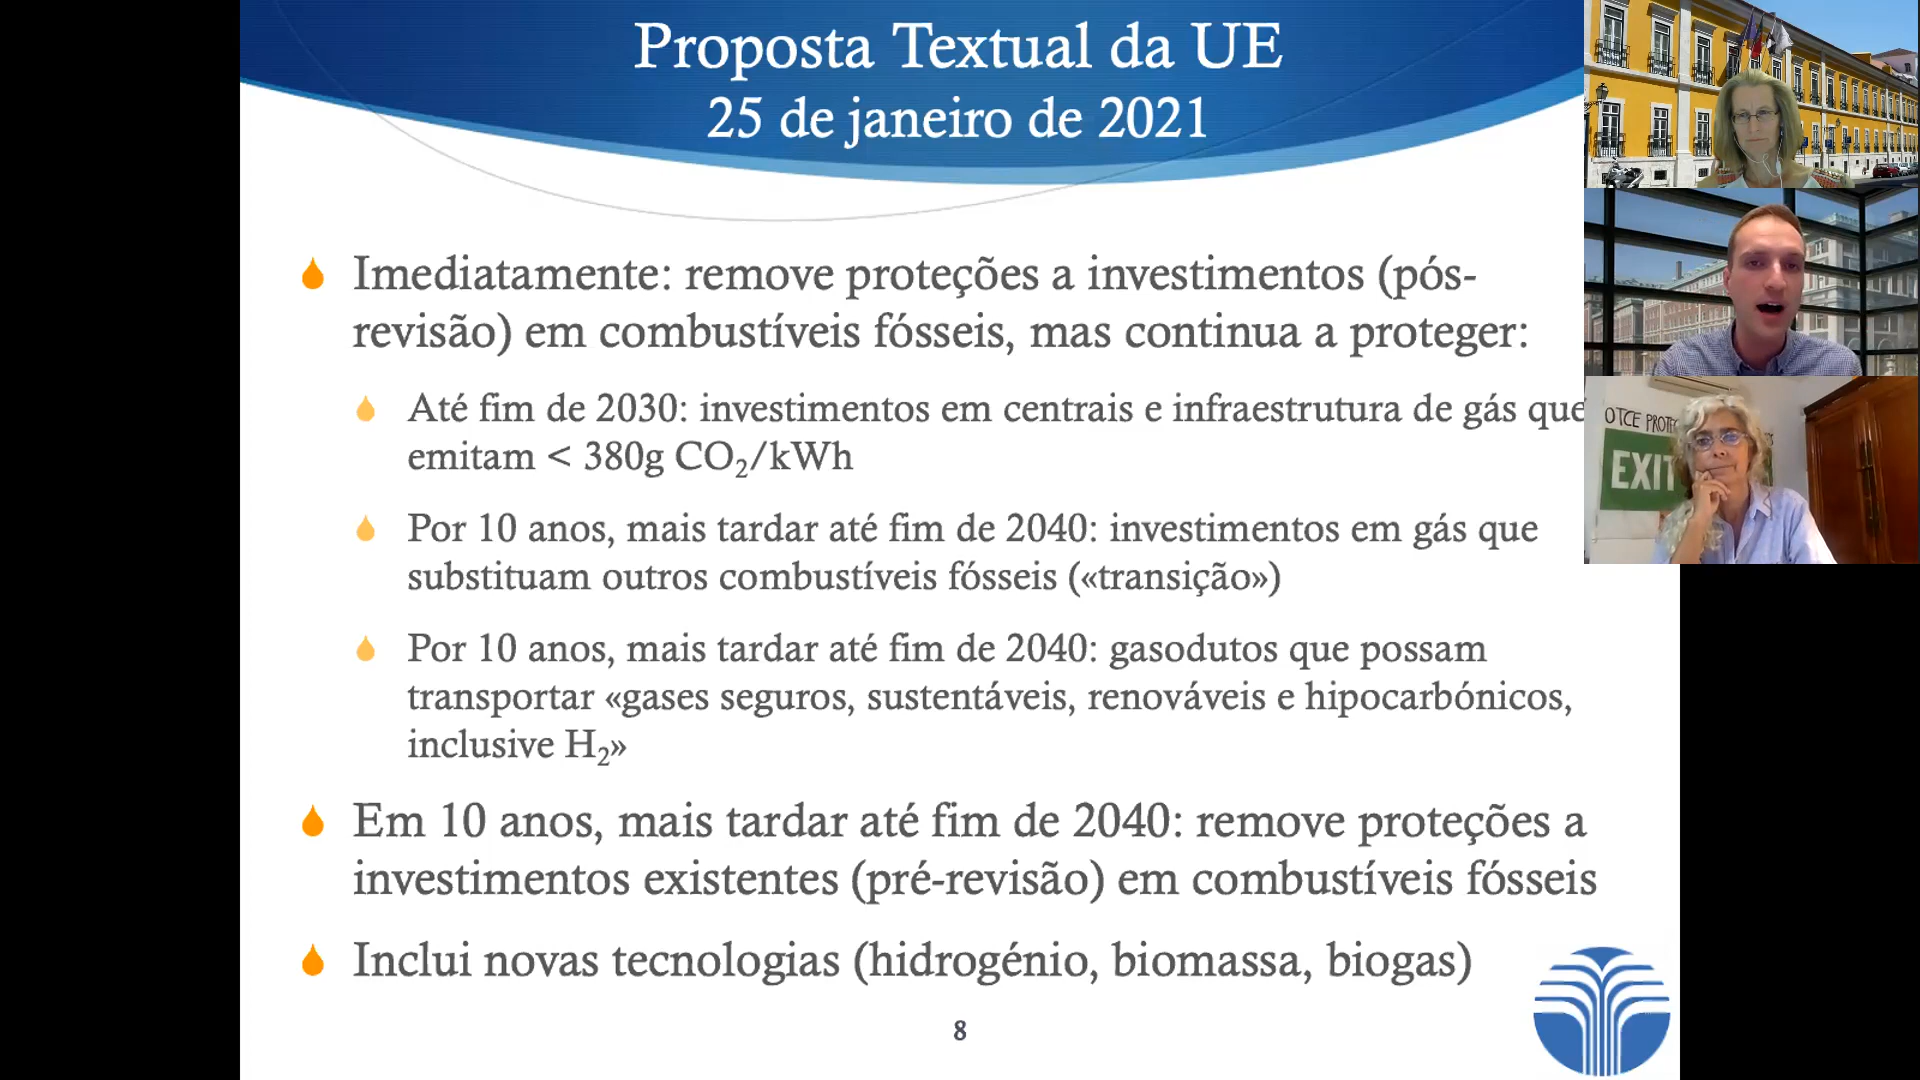 Proposta Textual da UE
25 de janeiro de 2021
Imediatamente: remove proteções a investimentos (pós-
revisão) em combustíveis fósseis, mas continua a proteger:
Até fim de 2030: investimentos em centrais e infraestrutura de gás que
emitam < 380g CO₂/kWh
Por 10 anos, mais tardar até fim de 2040: investimentos em gás que
substituam outros combustíveis fósseis («transição»)
Por 10 anos, mais tardar até fim de 2040: gasodutos que possam
transportar «gases seguros, sustentáveis, renováveis e hipocarbónicos,
inclusive H₂»
Em 10 anos, mais tardar até fim de 2040: remove proteções a
investimentos existentes (pré-revisão) em combustíveis fósseis
Inclui novas tecnologias (hidrogénio, biomassa, biogas)
8
O TCE
EXIT